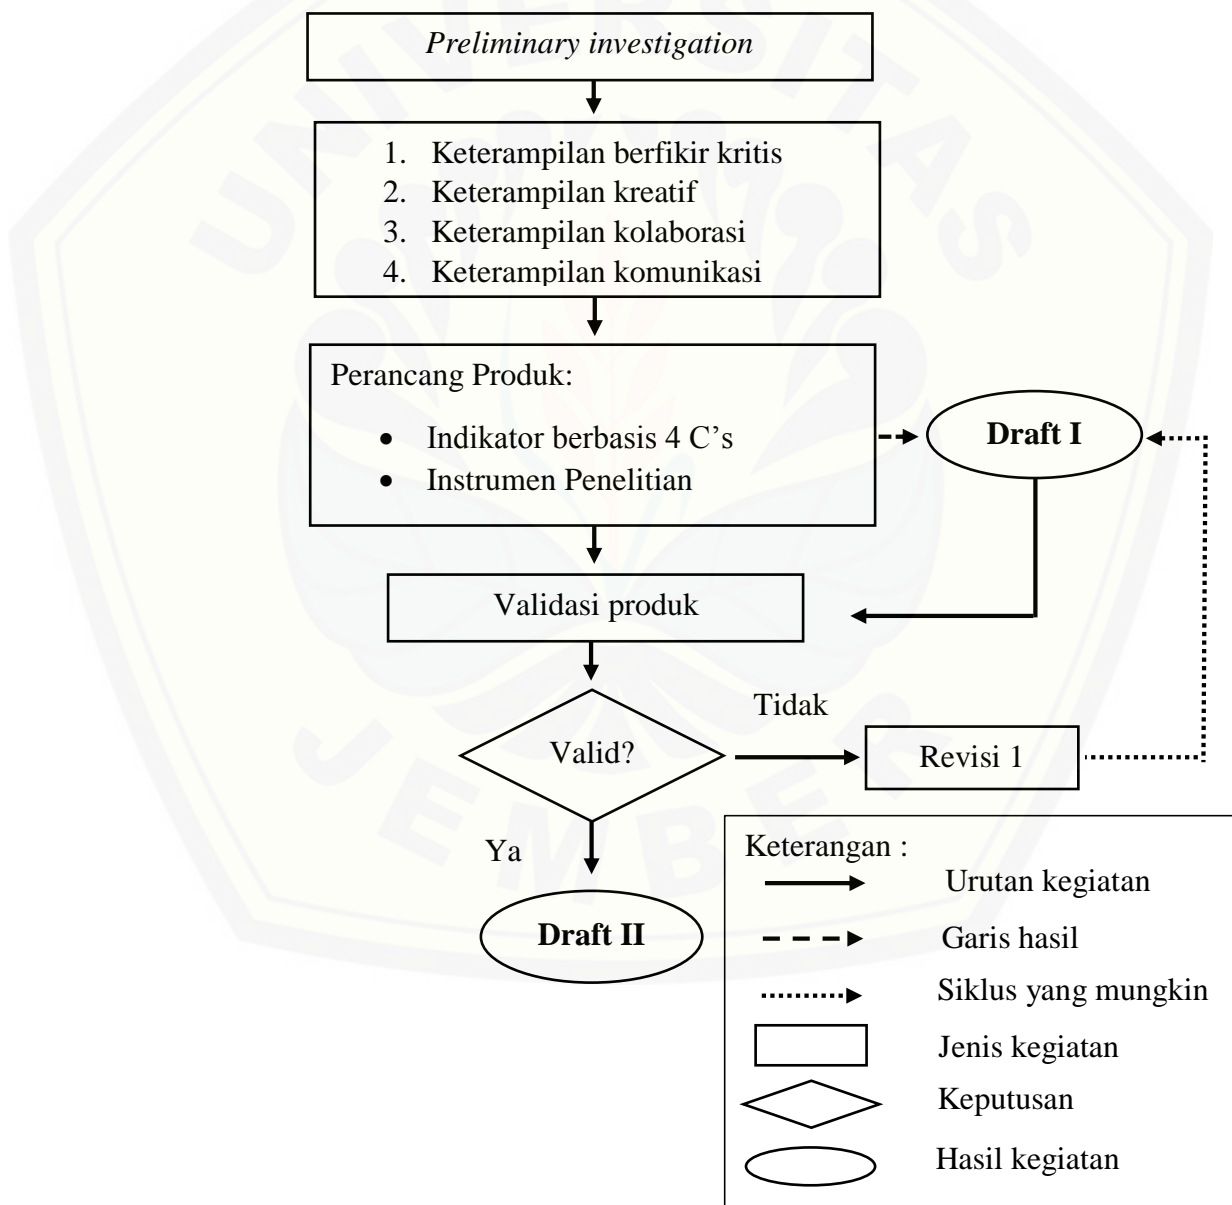 Preliminary investigation
1. Keterampilan berfikir kritis
2. Keterampilan kreatif
3. Keterampilan kolaborasi
4. Keterampilan komunikasi
Perancang Produk:
• Indikator berbasis 4 C’s
• Instrumen Penelitian
Draft I
Validasi produk
Tidak
Valid?
Revisi 1
Ya
Draft II
Keterangan :
Urutan kegiatan
Garis hasil
Siklus yang mungkin
Jenis kegiatan
Keputusan
Hasil kegiatan
UNIVERSITAS
JEMBER